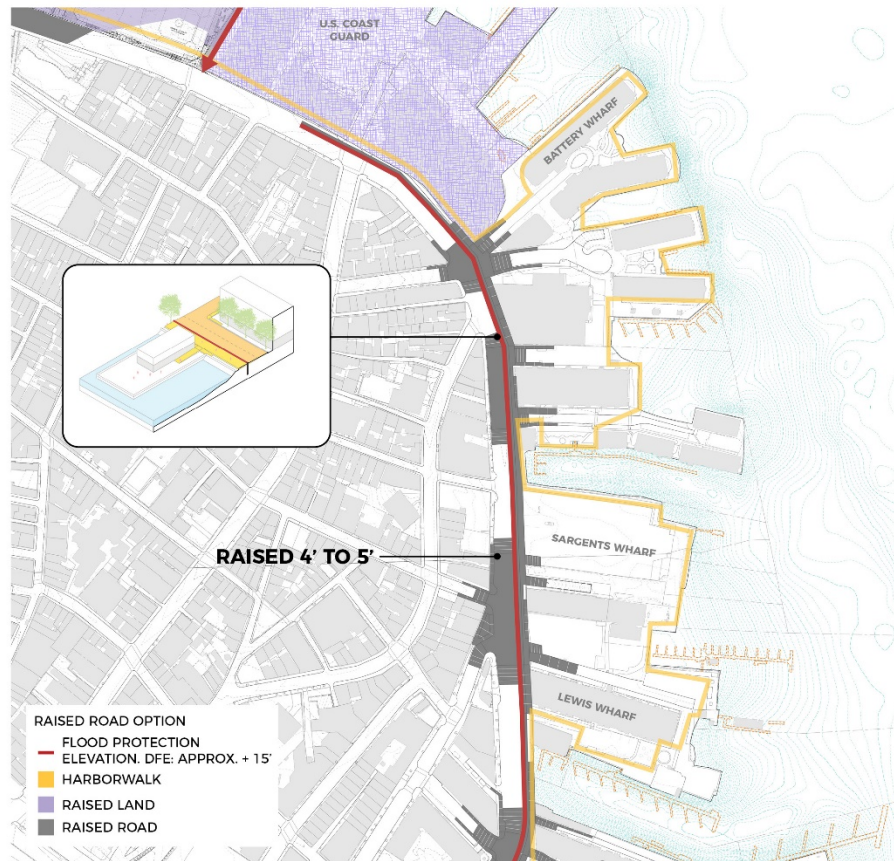 U.S. COAST
GUARD
BATTERY WHARF
RAISED 4' TO 5'
SARGENTS WHARF
LEWIS WHARF
RAISED ROAD OPTION
FLOOD PROTECTION
ELEVATION. DFE: APPROX. + 15'
HARBORWALK
RAISED LAND
RAISED ROAD